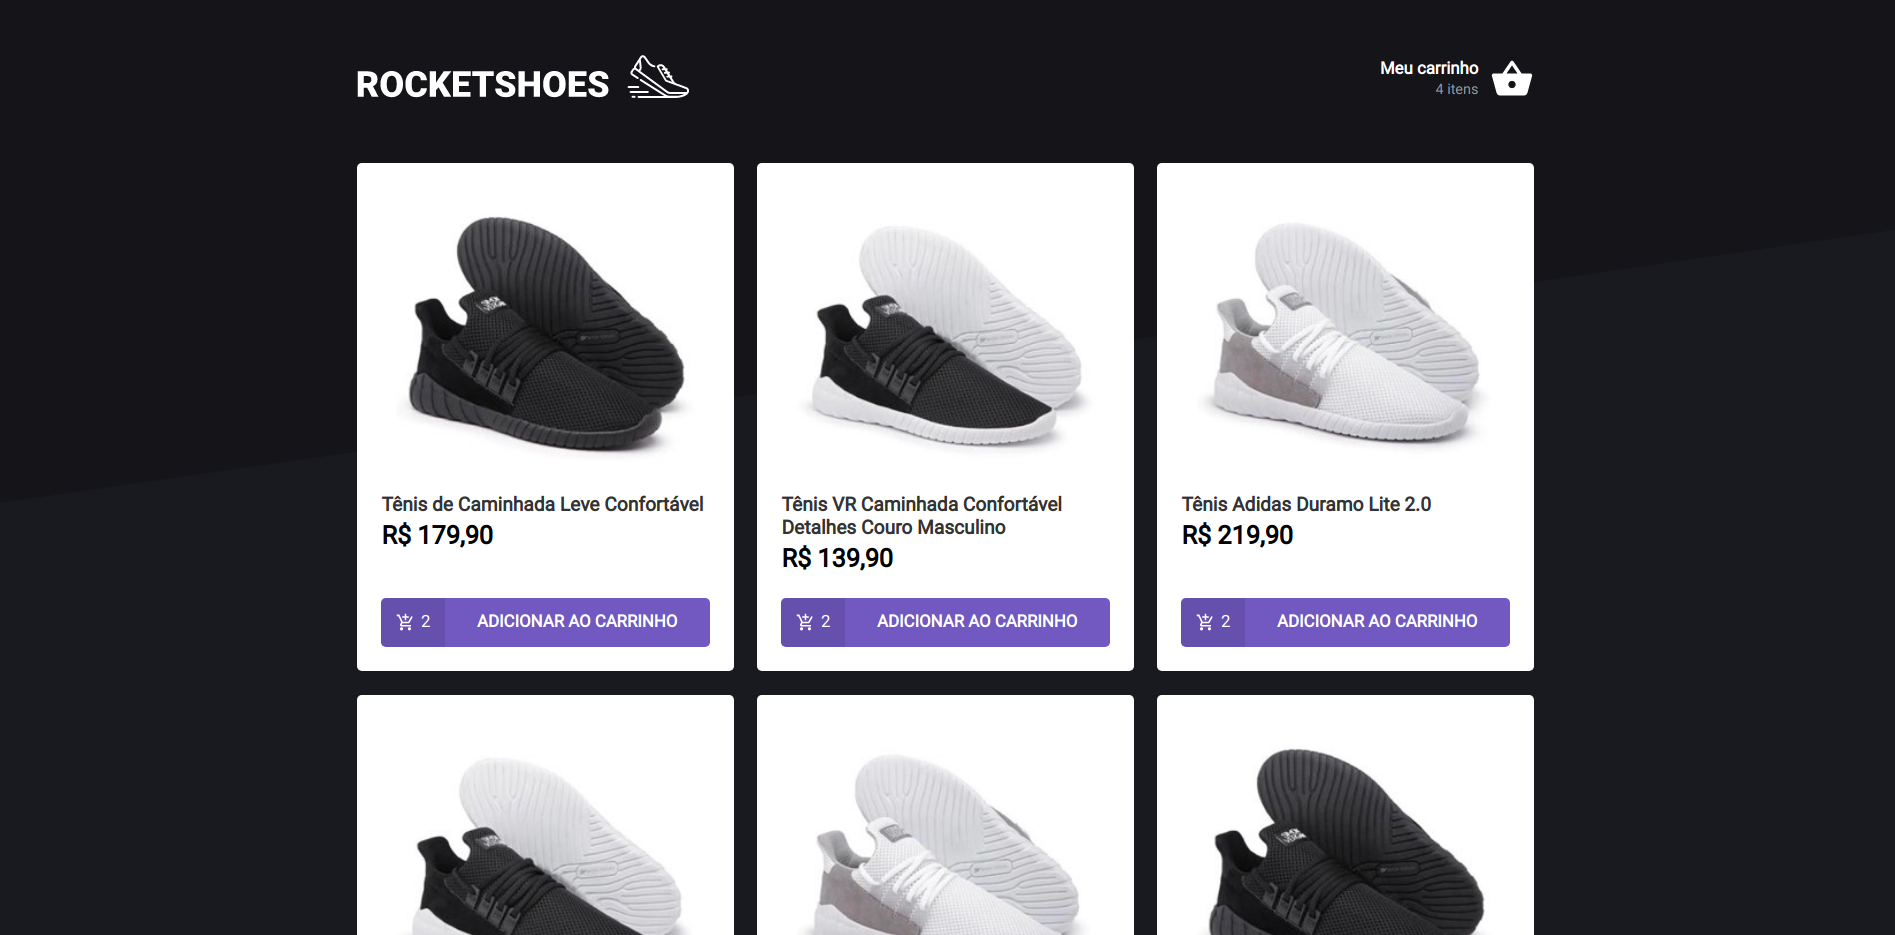 ROCKETSHOES
Meu carrinho
4 itens
Tênis de Caminhada Leve Confortável
R$ 179,90
2 ADICIONAR AO CARRINHO
Tênis VR Caminhada Confortável
Detalhes Couro Masculino
R$ 139,90
2 ADICIONAR AO CARRINHO
Tênis Adidas Duramo Lite 2.0
R$ 219,90
2 ADICIONAR AO CARRINHO